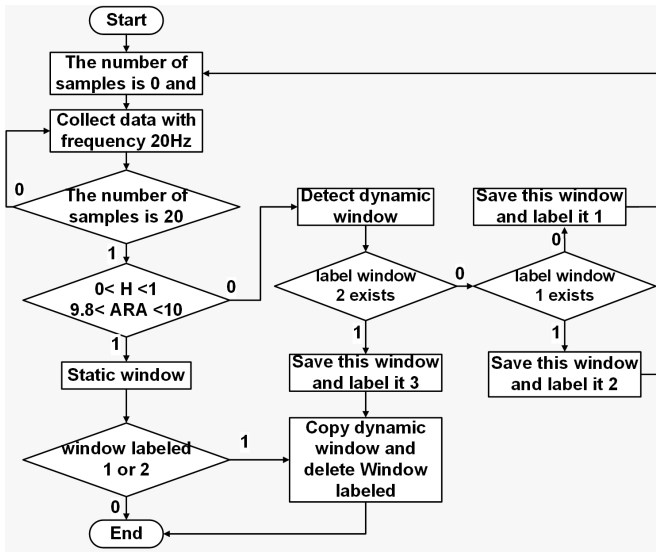 Start
The number of
samples is 0 and
Collect data with
frequency 20Hz
0
The number of
samples is 20
1
0< H <1
9.8< ARA <10
0
1
Static window
window labeled
1 or 2
1
0
End
Detect dynamic
window
label window
2 exists
0
1
Save this window
and label it 3
Copy dynamic
window and
delete Window
labeled
Save this window
and label it 1
0
label window
1 exists
1
Save this window
and label it 2